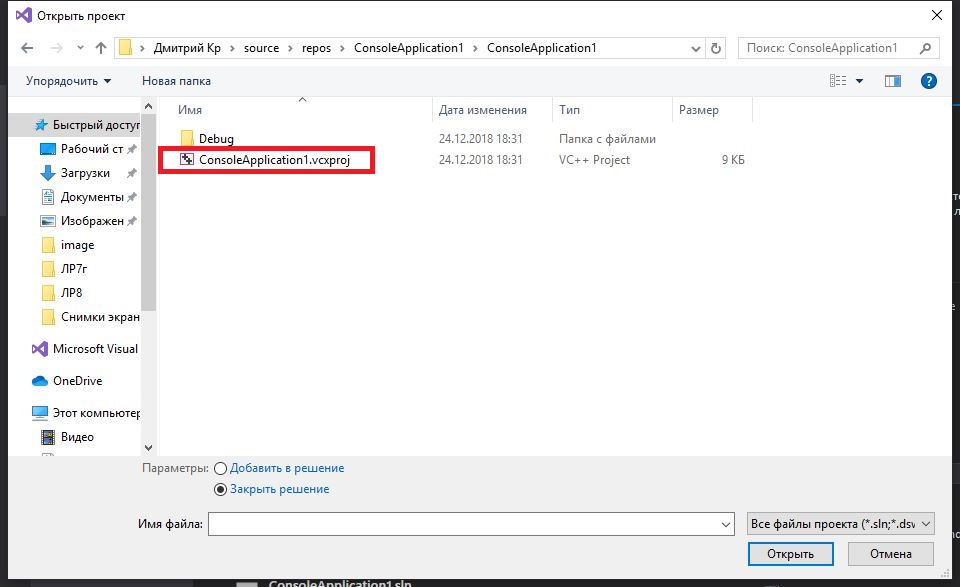 Открыть проект
Дмитрий Кр > source > repos > ConsoleApplication1 > ConsoleApplication1
Поиск: ConsoleApplication1
Упорядочить
Новая папка
Имя
Дата изменения
Тип
Размер
Debug
24.12.2018 18:31
Папка с файлами
ConsoleApplication1.vcxproj
24.12.2018 18:31
VC++ Project
9 КБ
Быстрый доступ
Рабочий ст
Загрузки
Документы
Изображен
image
ЛР7г
ЛР8
Снимки экран
Microsoft Visual
OneDrive
Этот компьютер
Видео
Параметры:
Добавить в решение
Закрыть решение
Имя файла:
Все файлы проекта (*.sln;*.dsw
Открыть
Отмена
ConsoleApplication1.sln